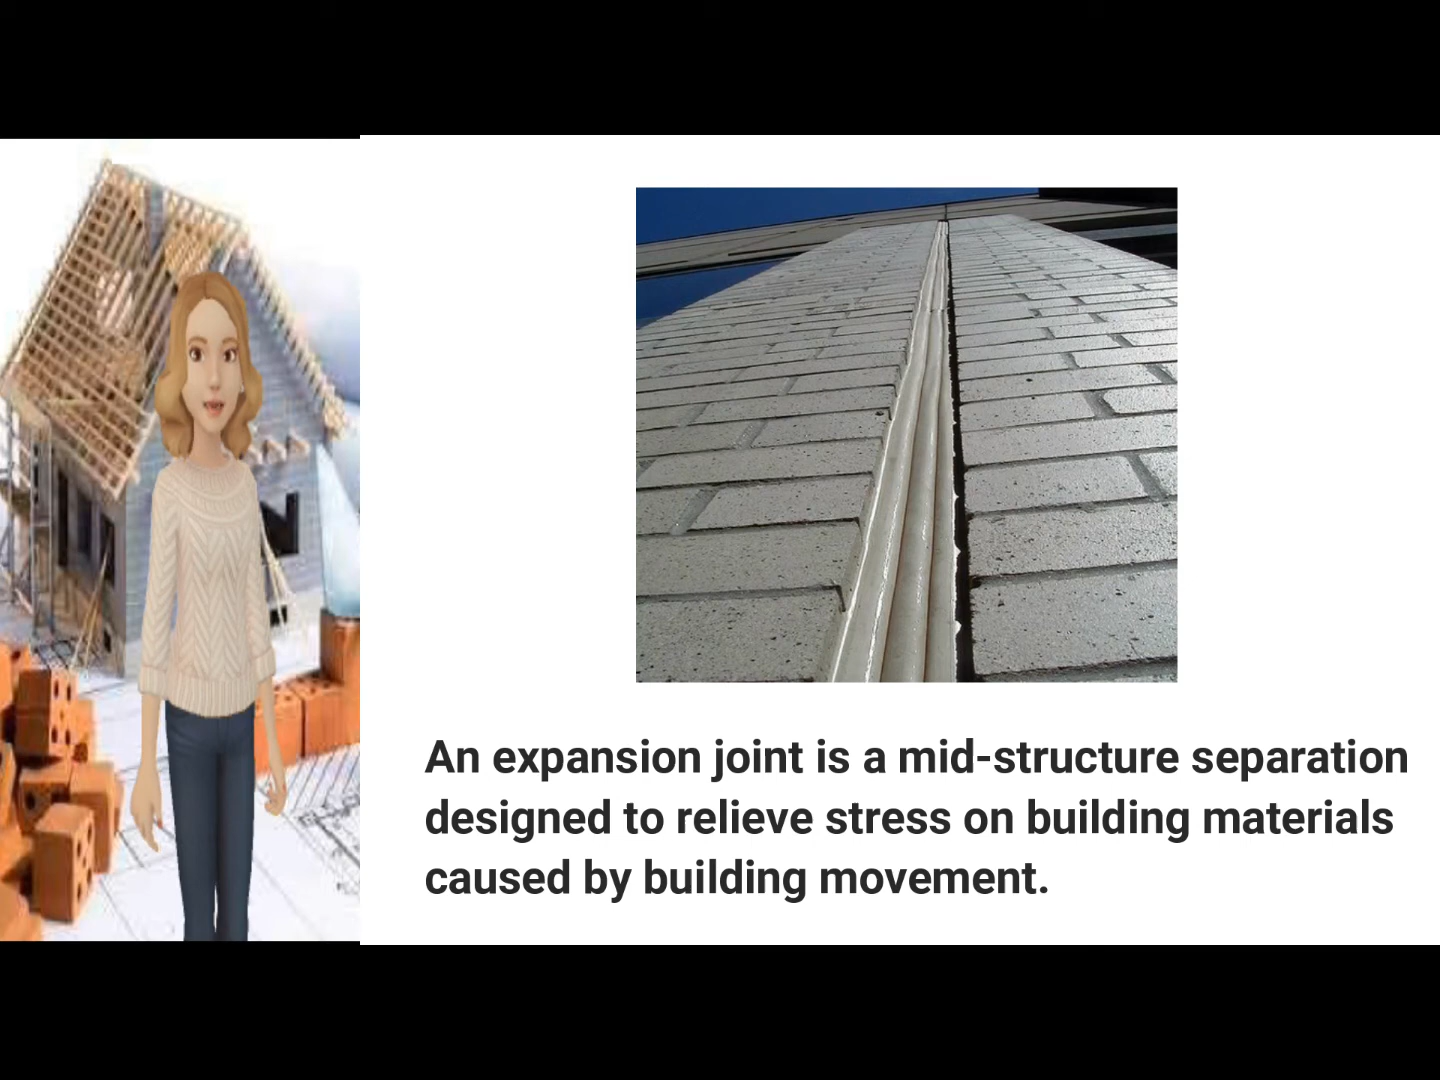 An expansion joint is a mid-structure separation
designed to relieve stress on building materials
caused by building movement.